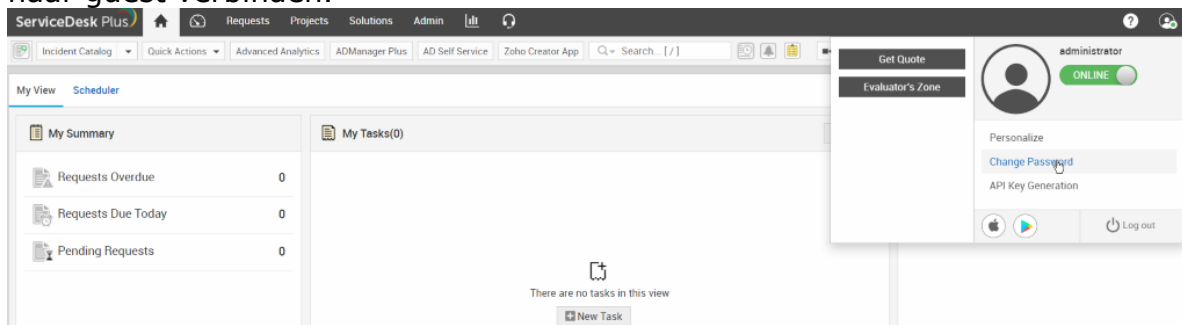 naar guest verbinden.
ServiceDesk Plus Requests Projects Solutions Admin
Incident Catalog Quick Actions Advanced Analytics ADManager Plus AD Self Service Zoho Creator App Search... [ / ]
Get Quote
Evaluator's Zone
administrator
ONLINE
Personalize
Change Password
API Key Generation
Log out
My View Scheduler
My Summary
Requests Overdue 0
Requests Due Today 0
Pending Requests 0
My Tasks(0)
There are no tasks in this view
New Task